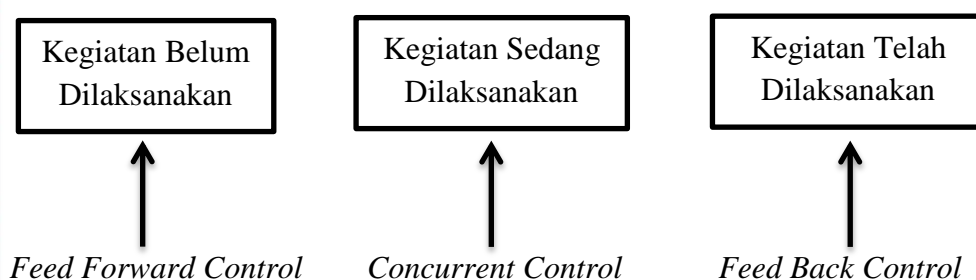 Kegiatan Belum
Dilaksanakan
Kegiatan Sedang
Dilaksanakan
Kegiatan Telah
Dilaksanakan
Feed Forward Control
Concurrent Control
Feed Back Control